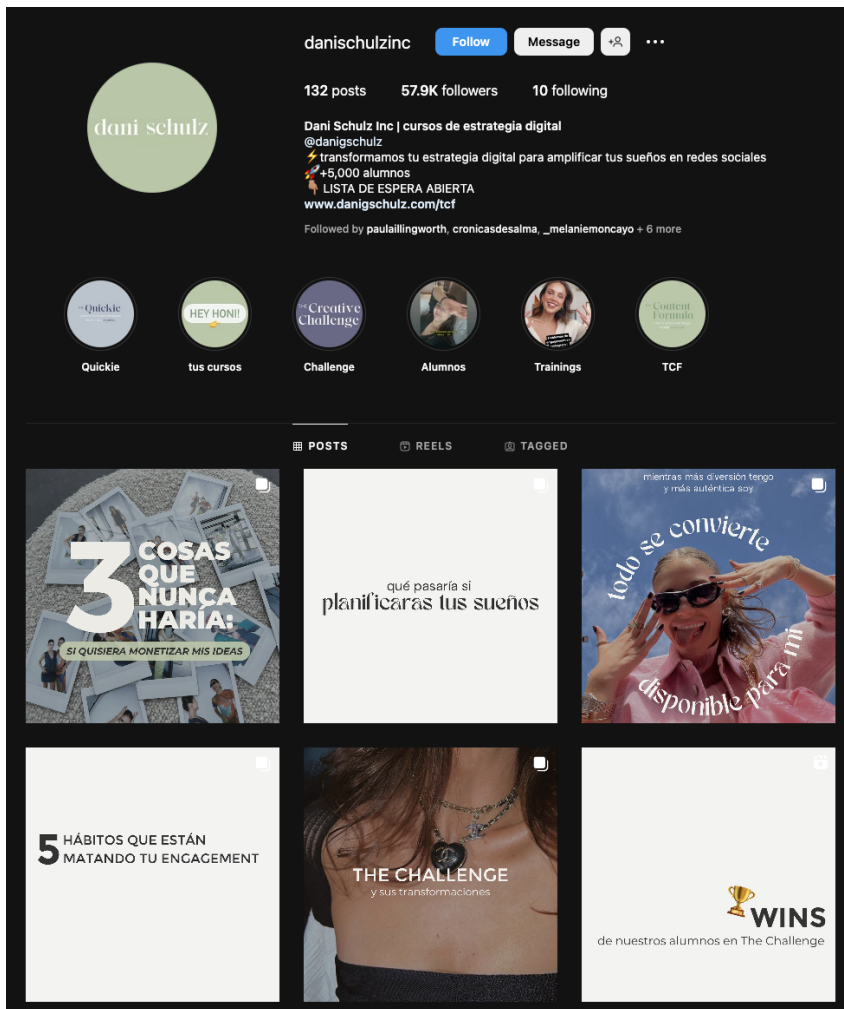 danischulzinc
Follow
Message
132 posts
57.9K followers
10 following
dani schulz
Dani Schulz Inc | cursos de estrategia digital
@danigschulz
⚡transformamos tu estrategia digital para amplificar tus sueños en redes sociales
🚀+5,000 alumnos
👇🏽 LISTA DE ESPERA ABIERTA
www.danigschulz.com/tcf
Followed by paulaillingworth, cronicasdesalma, _melaniemoncayo + 6 more
Quickie
HEY HONI!
THE Creative
Challenge
Content
Formula
Quickie
tus cursos
Challenge
Alumnos
Trainings
TCF
POSTS
REELS
TAGGED
3 COSAS
QUE
NUNCA
HARÍA:
SI QUISIERA MONETIZAR MIS IDEAS
qué pasaría si
planificaras tus sueños
mientras más diversión tengo
y más auténtica soy
todo se convierte
disponible para mi
5 HÁBITOS QUE ESTÁN
MATANDO TU ENGAGEMENT
THE CHALLENGE
y sus transformaciones
🏆WINS
de nuestros alumnos en The Challenge